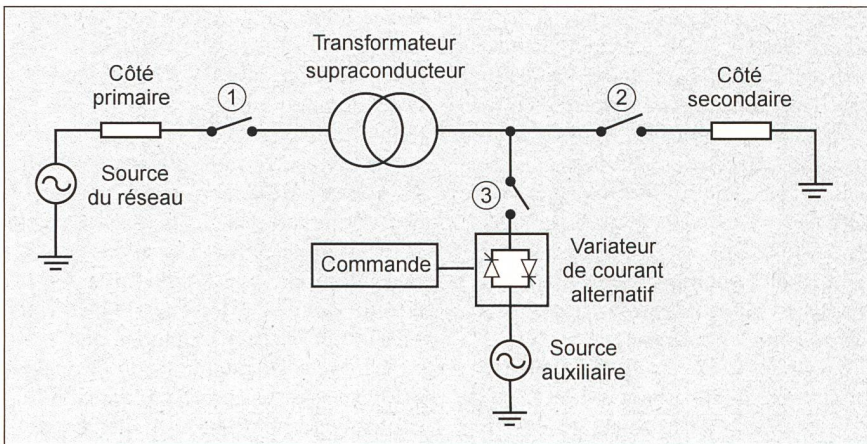 Transformateur
supraconducteur
Côté
primaire
1
2
Côté
secondaire
Source
du réseau
3
Commande
Variateur
de courant
alternatif
Source
auxiliaire